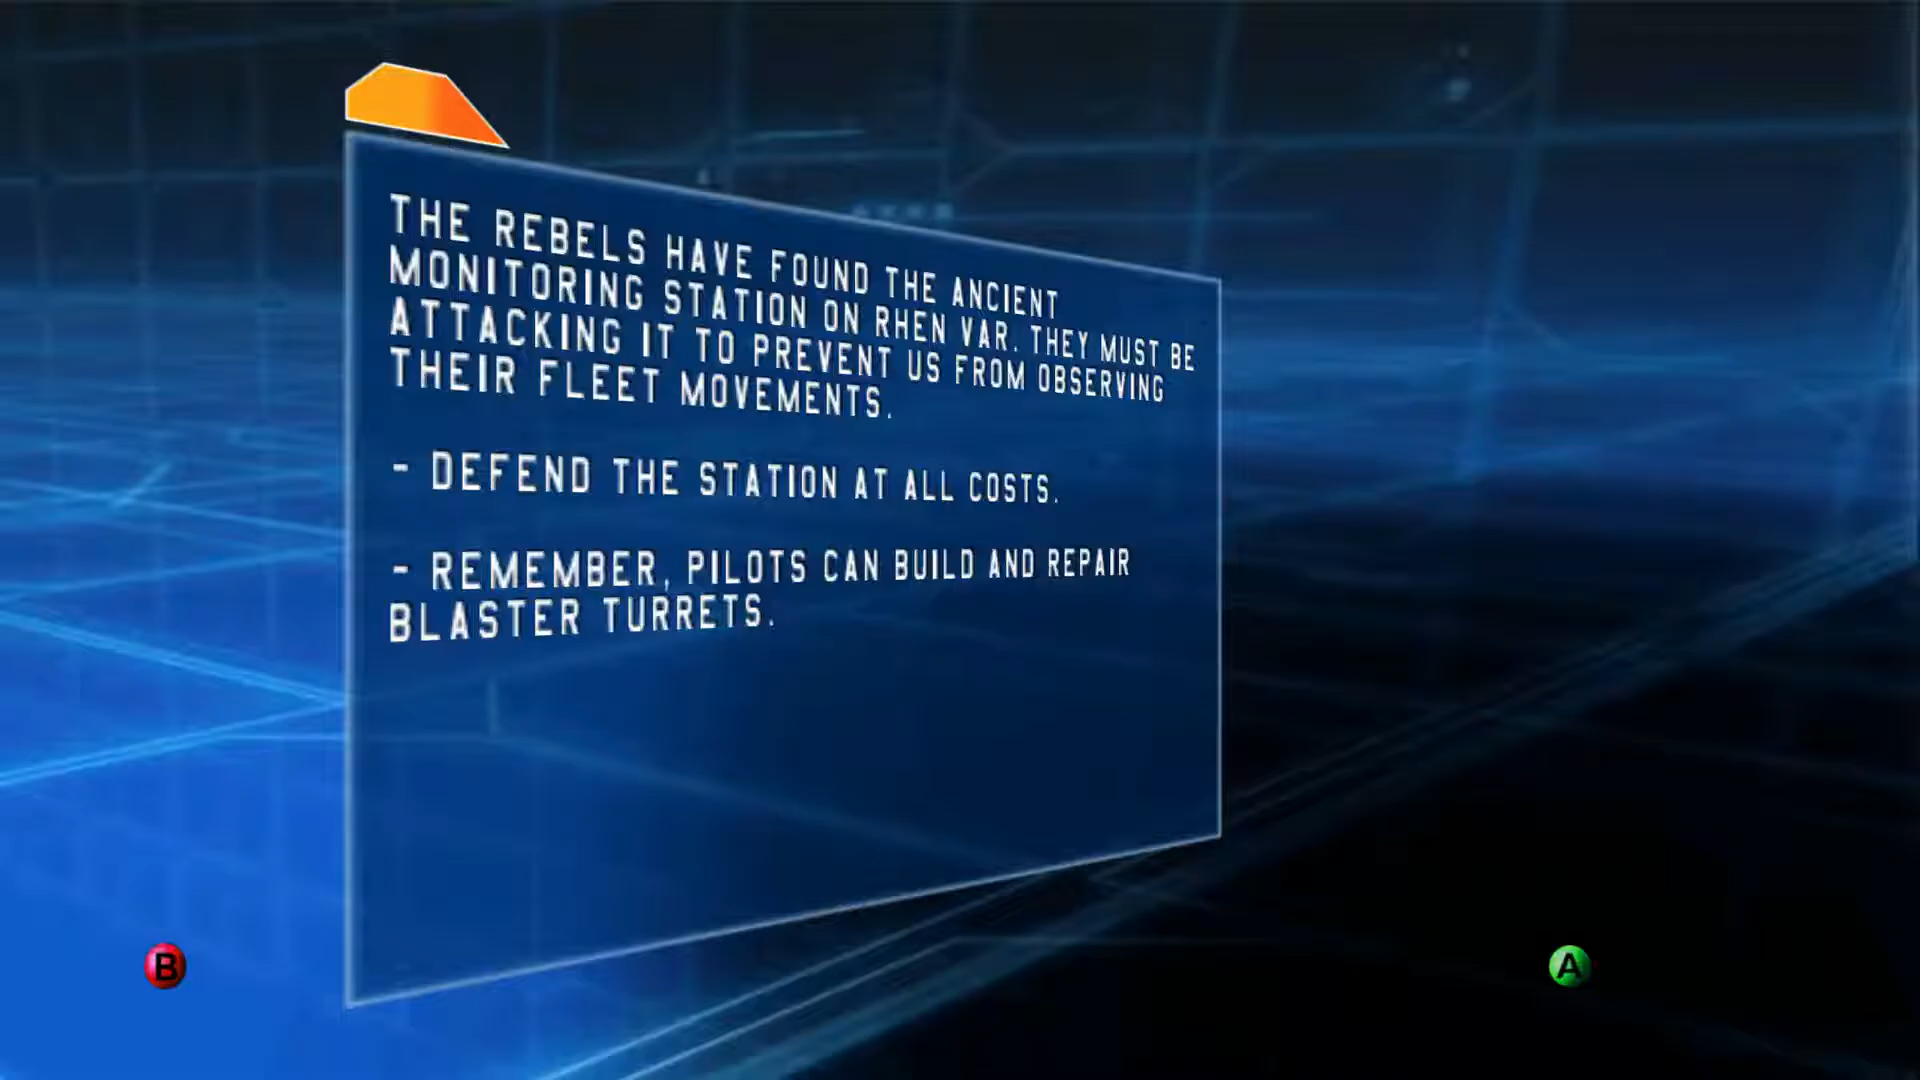 THE REBELS HAVE FOUND THE ANCIENT
MONITORING STATION ON RHEN VAR. THEY MUST BE
ATTACKING IT TO PREVENT US FROM OBSERVING
THEIR FLEET MOVEMENTS.
- DEFEND THE STATION AT ALL COSTS.
- REMEMBER, PILOTS CAN BUILD AND REPAIR
BLASTER TURRETS.
B
A